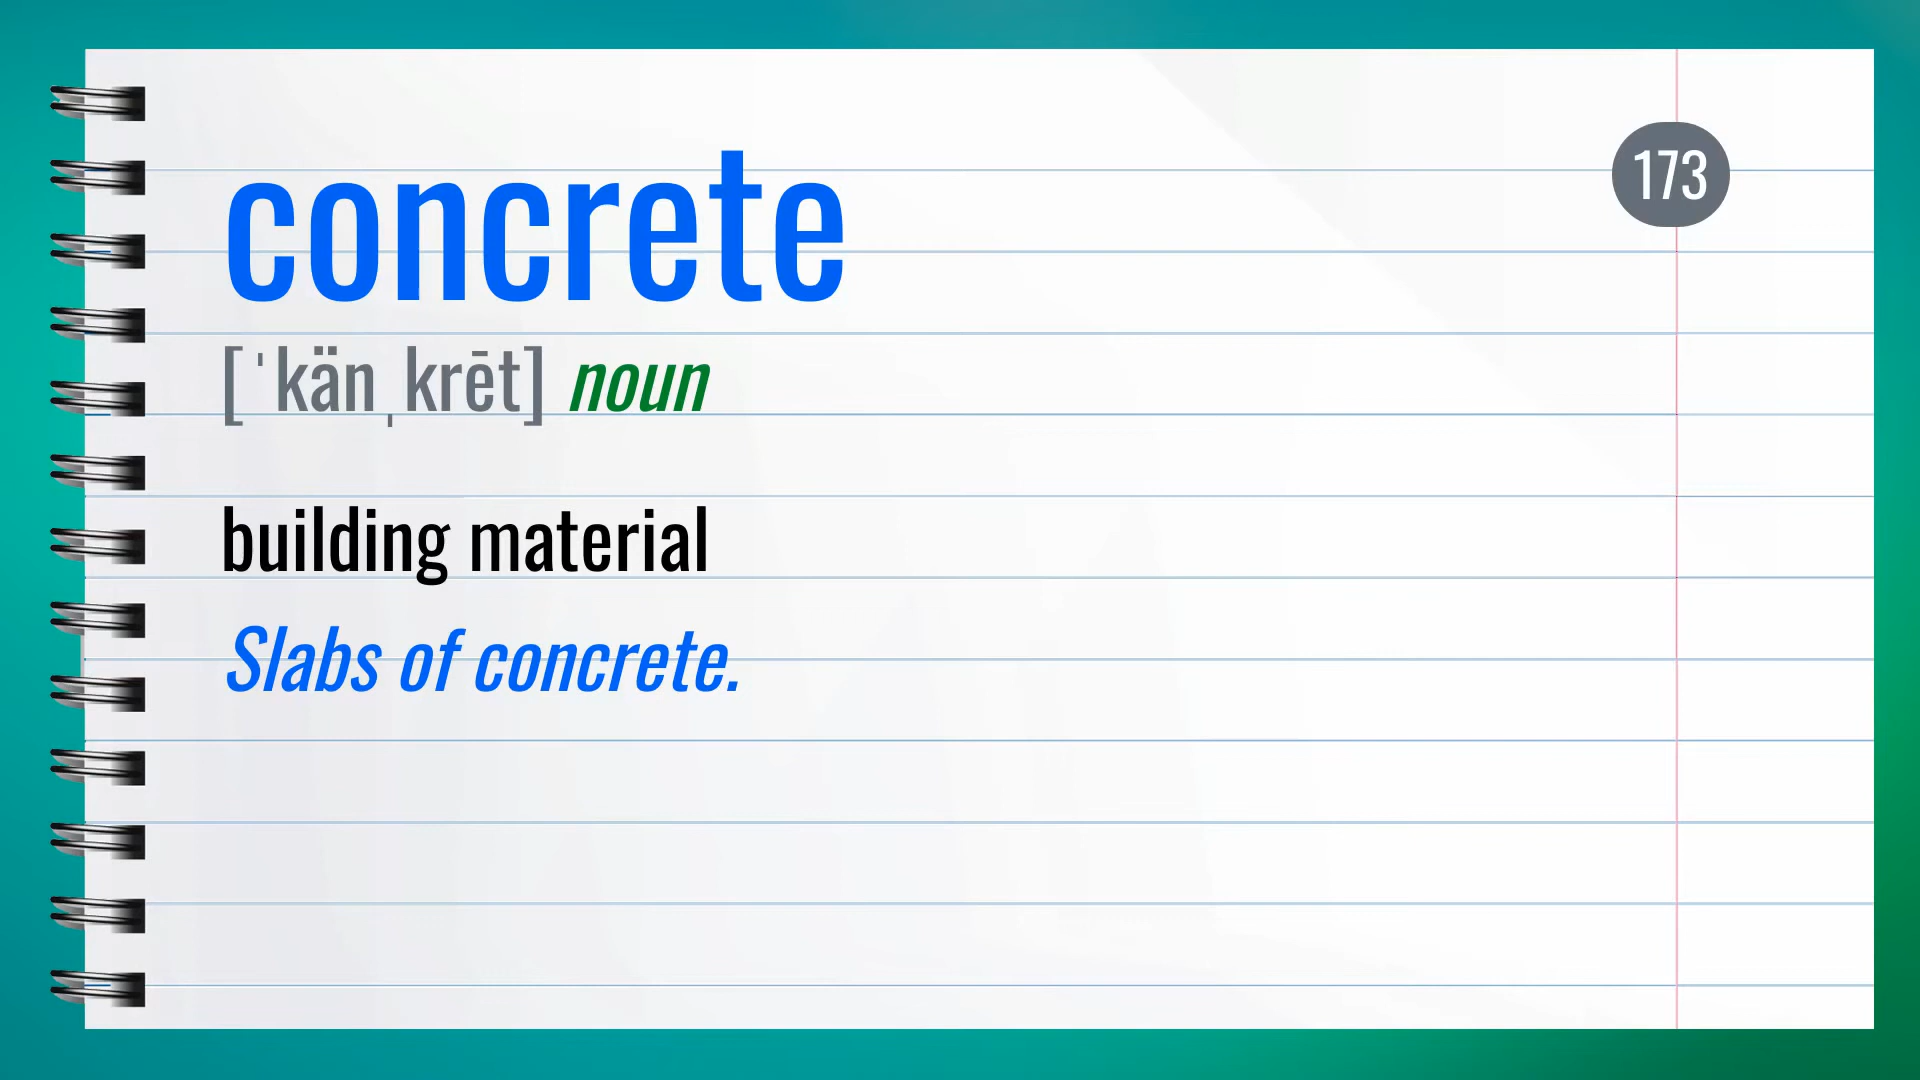 concrete
173
[ˈkänˌkrēt] noun
building material
Slabs of concrete.